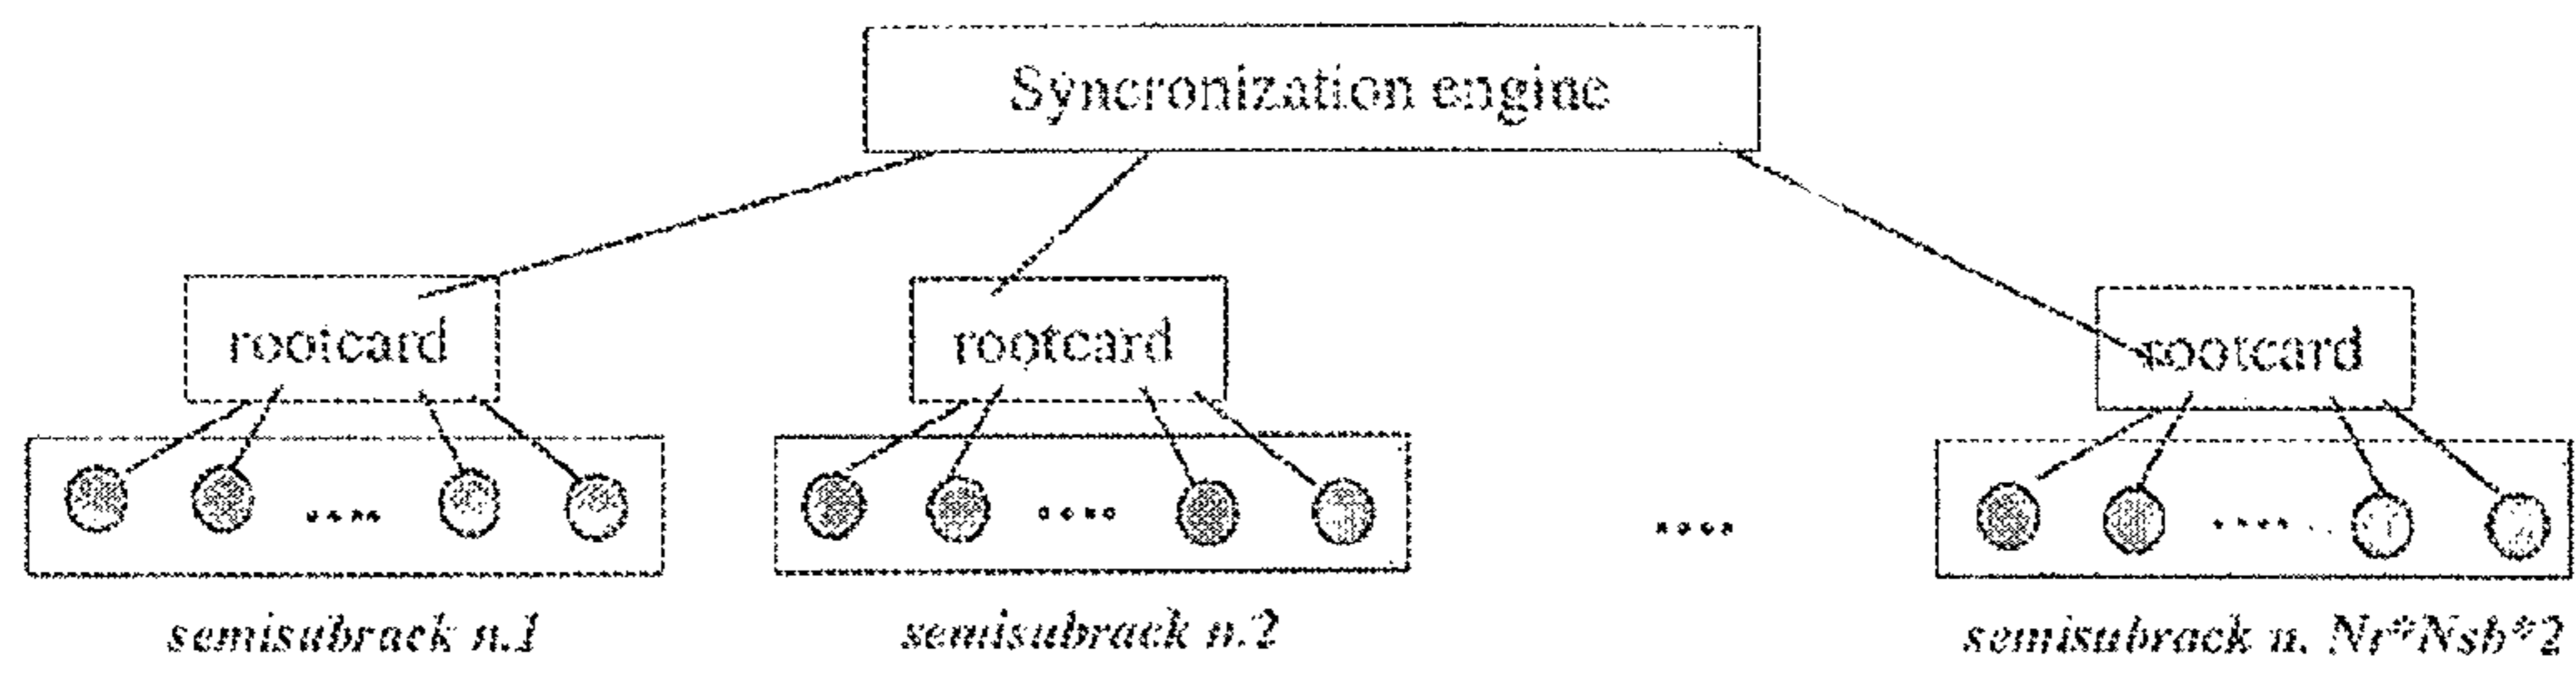 Syncronization engine
rootcard
rootcard
rootcard
....
....
....
....
semisubrack n.1
semisubrack n.2
semisubrack n. Nr*Nsb*2